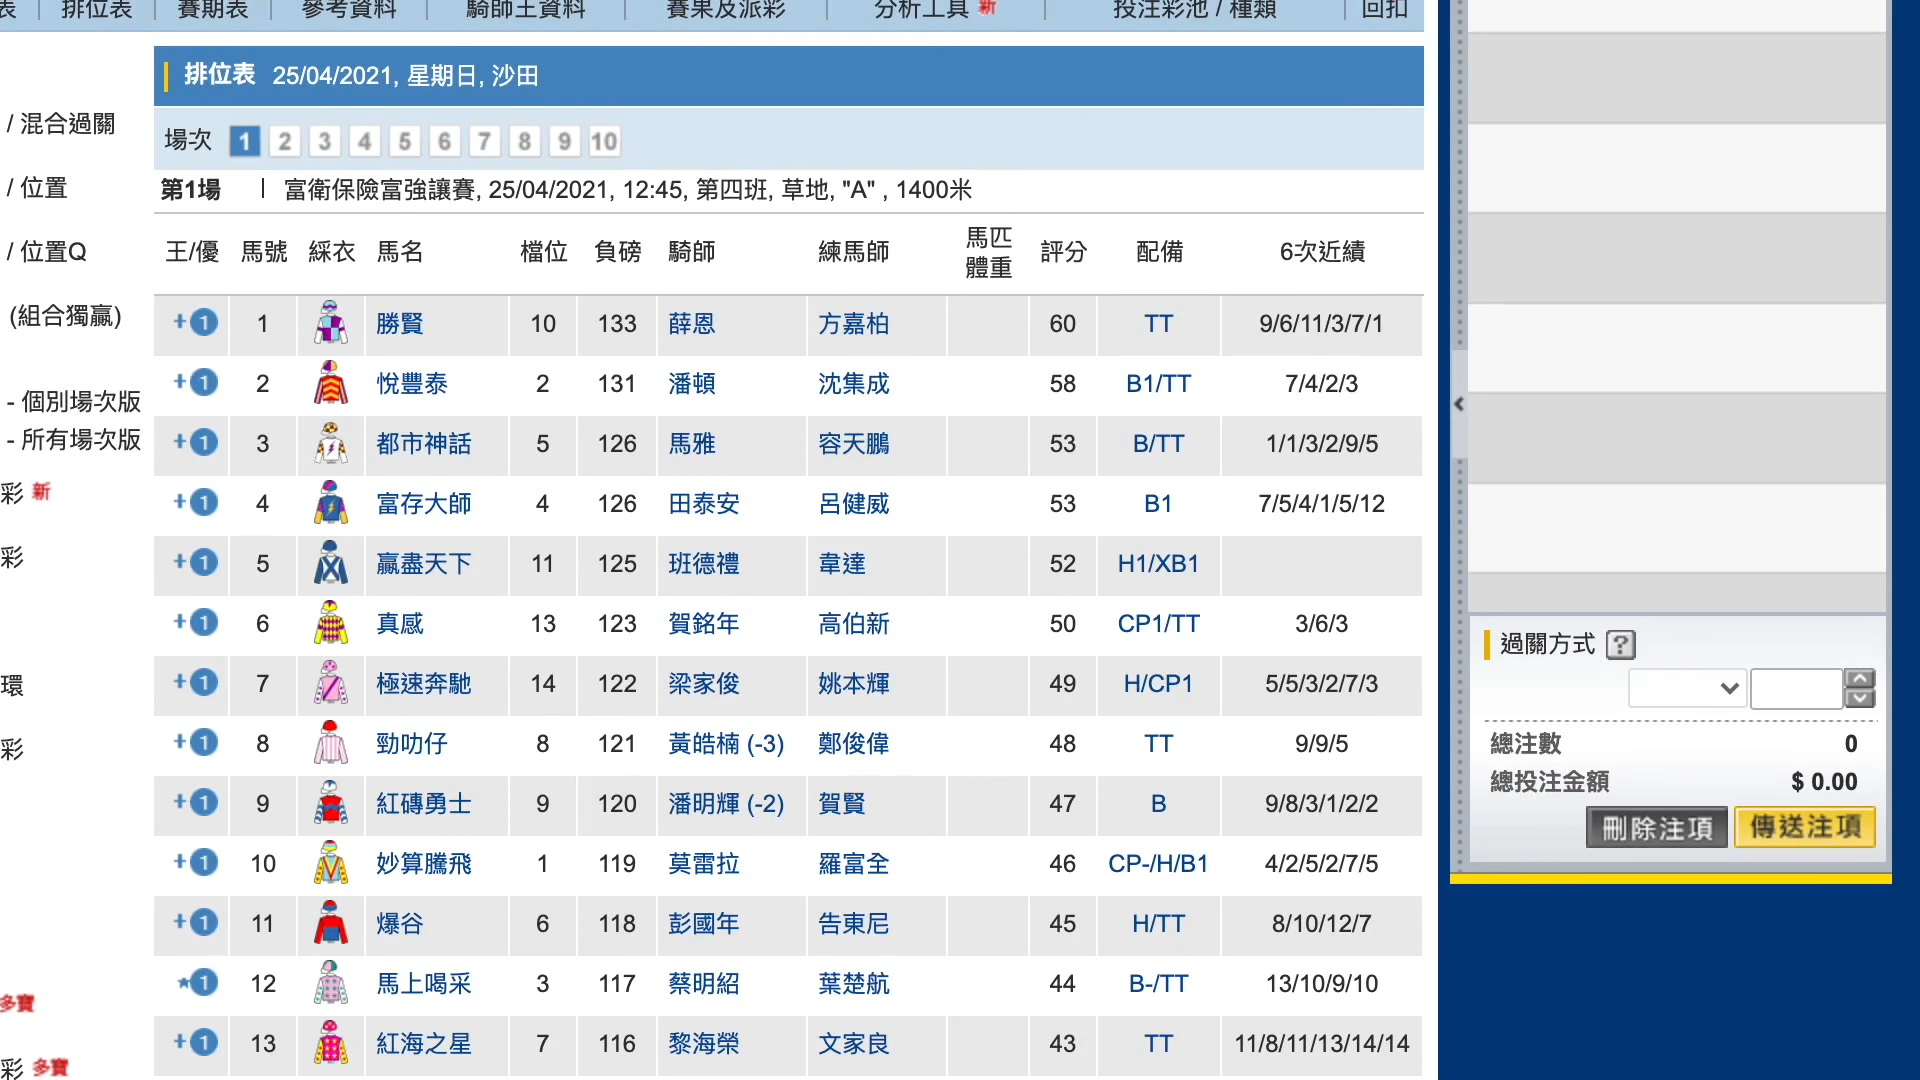 表 排位表 賽期表 參考資料 騎師王資料 賽果及派彩 分析工具 新 投注彩池 / 種類 回扣
排位表 25/04/2021, 星期日, 沙田
場次 1 2 3 4 5 6 7 8 9 10
第1場 | 富衛保險富強讓賽, 25/04/2021, 12:45, 第四班, 草地, "A" , 1400米
王/優 馬號 綵衣 馬名 檔位 負磅 騎師 練馬師 馬匹體重 評分 配備 6次近績
+1 1 勝賢 10 133 薛恩 方嘉柏 60 TT 9/6/11/3/7/1
+1 2 悅豐泰 2 131 潘頓 沈集成 58 B1/TT 7/4/2/3
+1 3 都市神話 5 126 馬雅 容天鵬 53 B/TT 1/1/3/2/9/5
+1 4 富存大師 4 126 田泰安 呂健威 53 B1 7/5/4/1/5/12
+1 5 贏盡天下 11 125 班德禮 韋達 52 H1/XB1
+1 6 真感 13 123 賀銘年 高伯新 50 CP1/TT 3/6/3
+1 7 極速奔馳 14 122 梁家俊 姚本輝 49 H/CP1 5/5/3/2/7/3
+1 8 勁叻仔 8 121 黃皓楠 (-3) 鄭俊偉 48 TT 9/9/5
+1 9 紅磚勇士 9 120 潘明輝 (-2) 賀賢 47 B 9/8/3/1/2/2
+1 10 妙算騰飛 1 119 莫雷拉 羅富全 46 CP-/H/B1 4/2/5/2/7/5
+1 11 爆谷 6 118 彭國年 告東尼 45 H/TT 8/10/12/7
★1 12 馬上喝采 3 117 蔡明紹 葉楚航 44 B-/TT 13/10/9/10
+1 13 紅海之星 7 116 黎海榮 文家良 43 TT 11/8/11/13/14/14
/ 混合過關
/ 位置
/ 位置Q
(組合獨贏)
- 個別場次版
- 所有場次版
彩 新
彩
環
彩
多寶
彩 多寶
過關方式 ?
總注數 0
總投注金額 $ 0.00
刪除注項 傳送注項